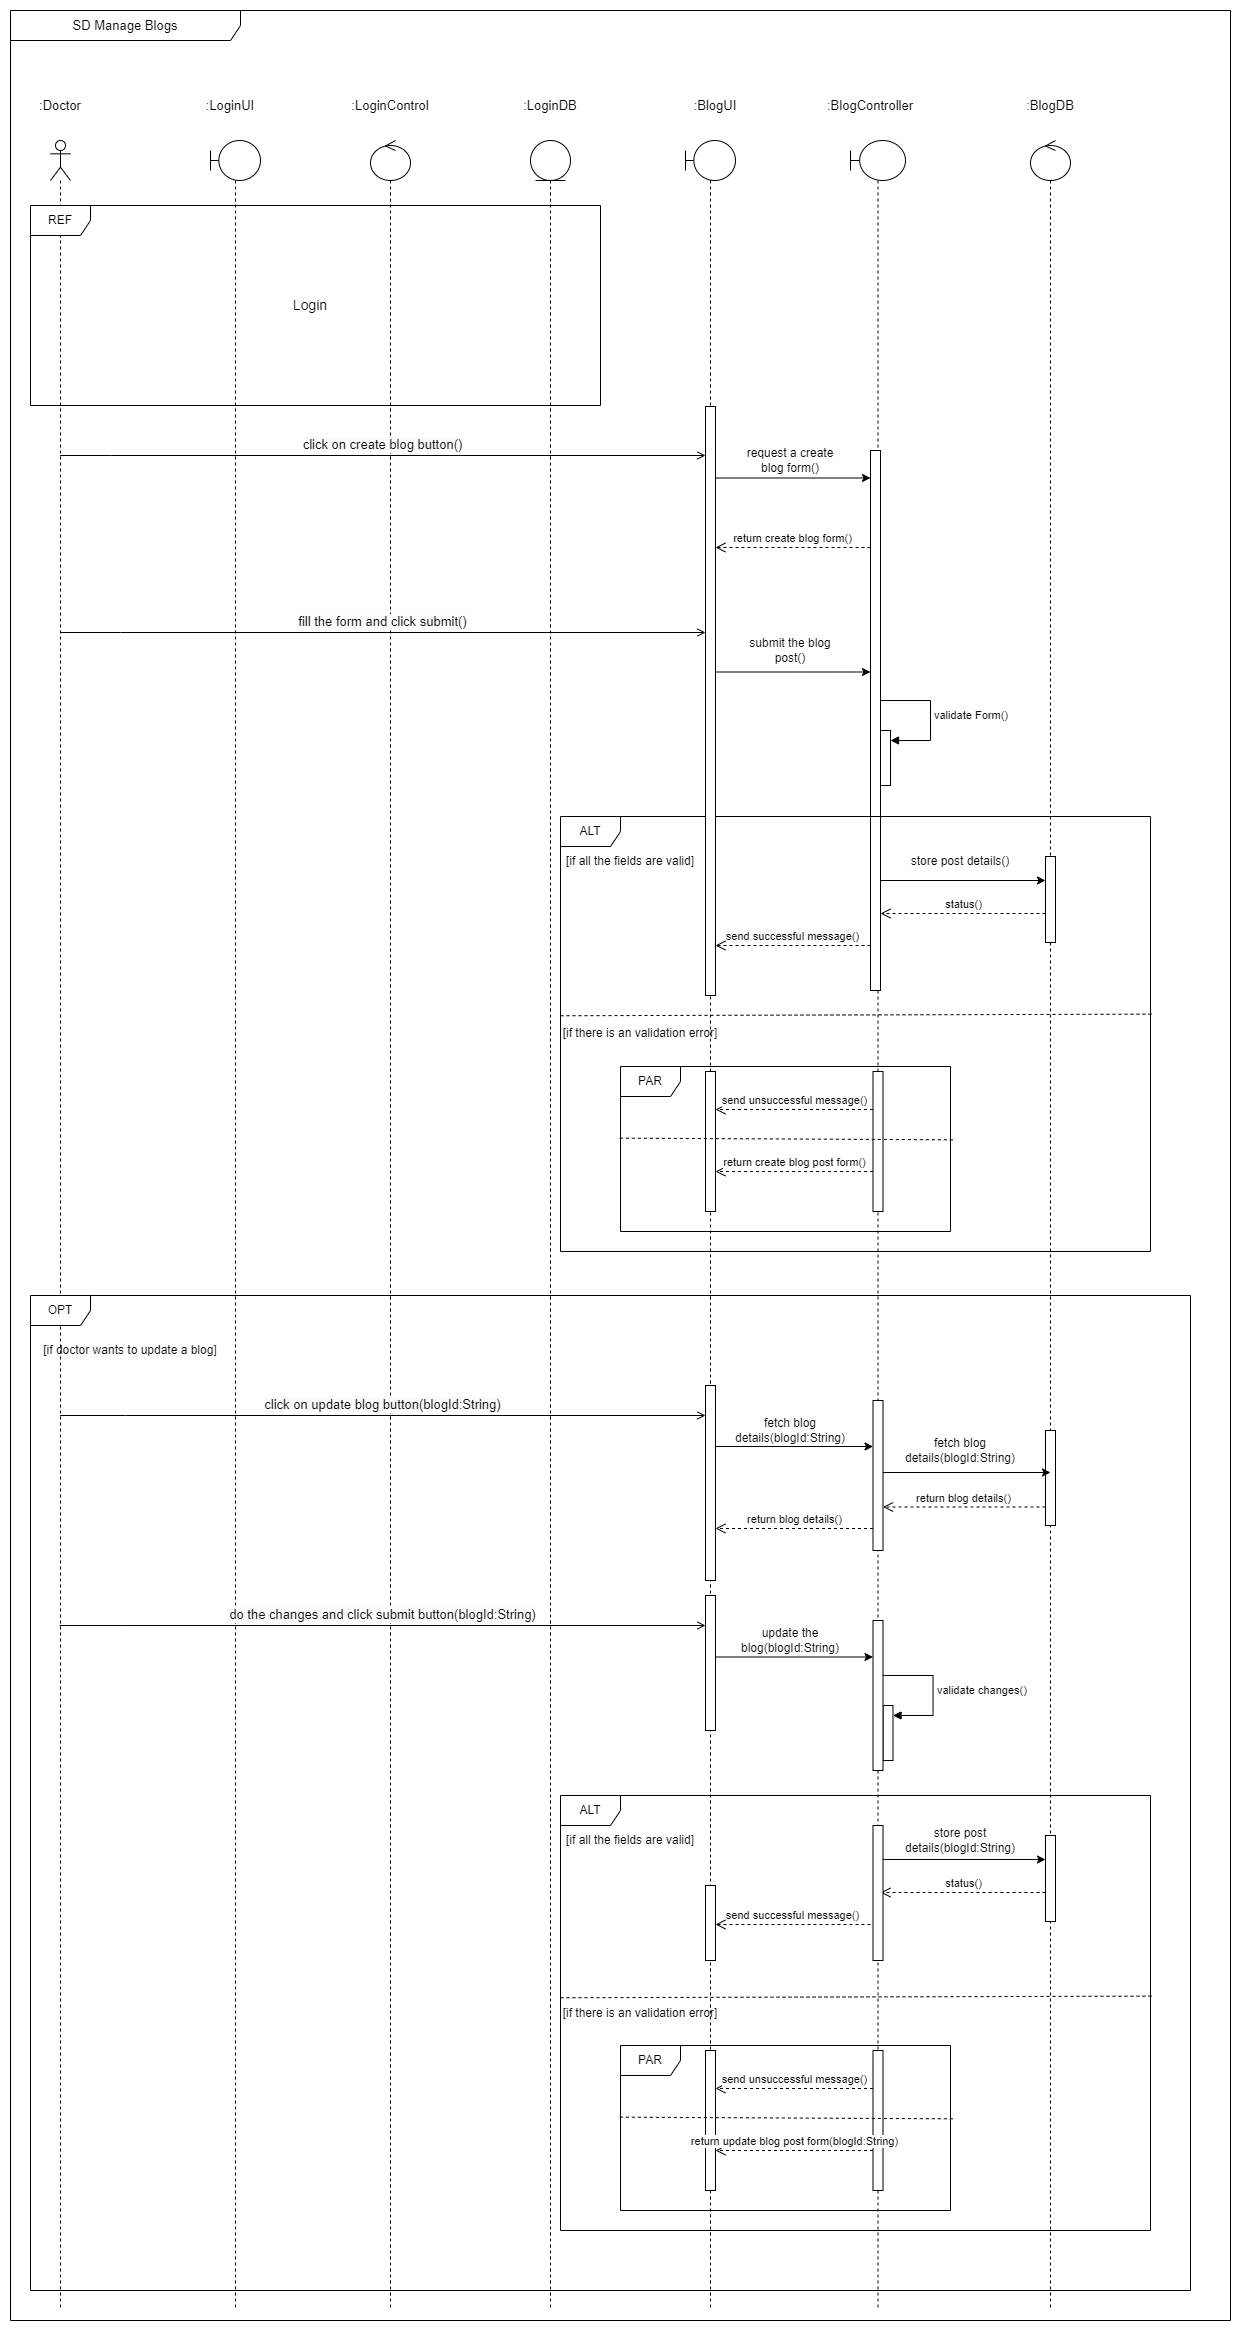 SD Manage Blogs
:Doctor
:LoginUI
:LoginControl
:LoginDB
:BlogUI
:BlogController
:BlogDB
REF
Login
click on create blog button()
request a create
blog form()
return create blog form()
fill the form and click submit()
submit the blog
post()
validate Form()
ALT
[if all the fields are valid]
store post details()
status()
send successful message()
[if there is an validation error]
PAR
send unsuccessful message()
return create blog post form()
OPT
[if doctor wants to update a blog]
click on update blog button(blogId:String)
fetch blog
details(blogId:String)
fetch blog
details(blogId:String)
return blog details()
return blog details()
do the changes and click submit button(blogId:String)
update the
blog(blogId:String)
validate changes()
ALT
[if all the fields are valid]
store post
details(blogId:String)
status()
send successful message()
[if there is an validation error]
PAR
send unsuccessful message()
return update blog post form(blogId:String)